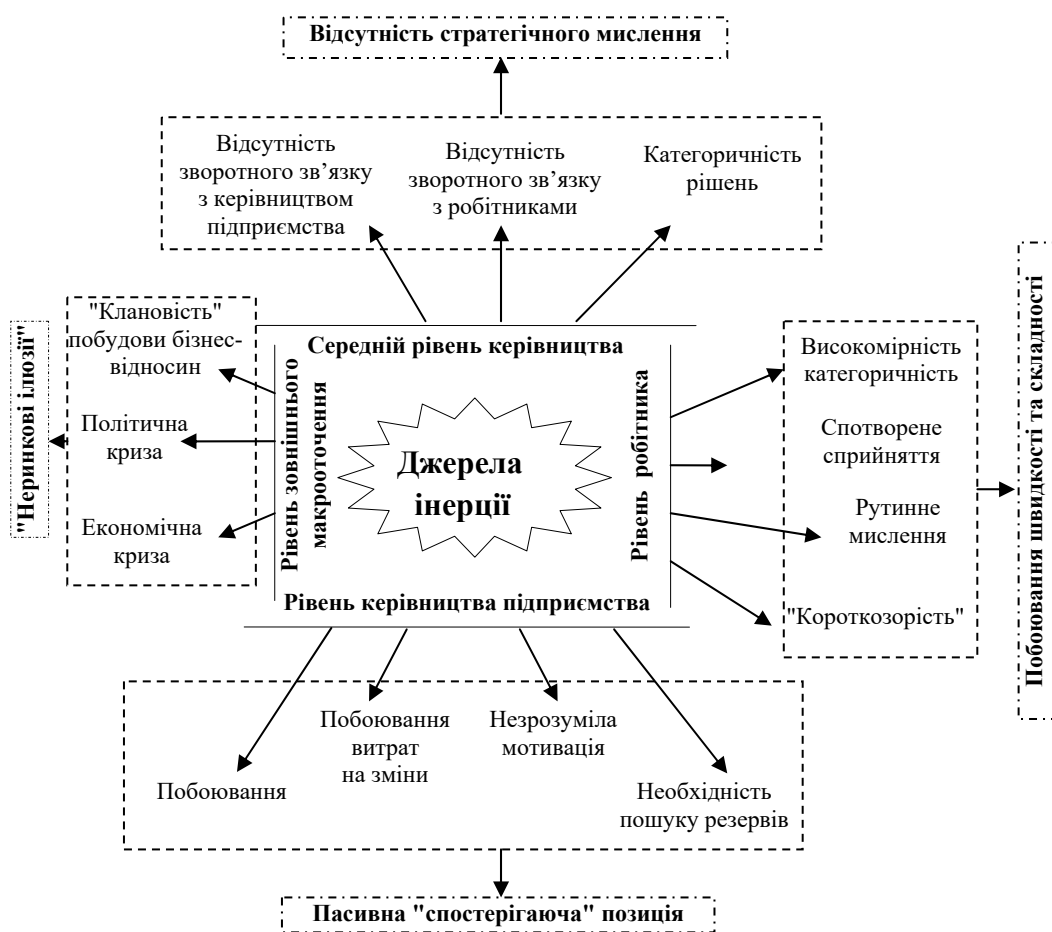 Відсутність стратегічного мислення
Відсутність
зворотного зв’язку
з керівництвом
підприємства
Відсутність
зворотного зв’язку
з робітниками
Категоричність
рішень
"Неринкові ілюзії"
"Клановість"
побудови бізнес-
відносин
Політична
криза
Економічна
криза
Середній рівень керівництва
Рівень зовнішнього
макрооточення
Джерела
інерції
Рівень робітника
Рівень керівництва підприємства
Високомірність
категоричність
Спотворене
сприйняття
Рутинне
мислення
"Короткозорість"
Побоювання швидкості та складності
Побоювання
Побоювання
витрат
на зміни
Незрозуміла
мотивація
Необхідність
пошуку резервів
Пасивна "спостерігаюча" позиція